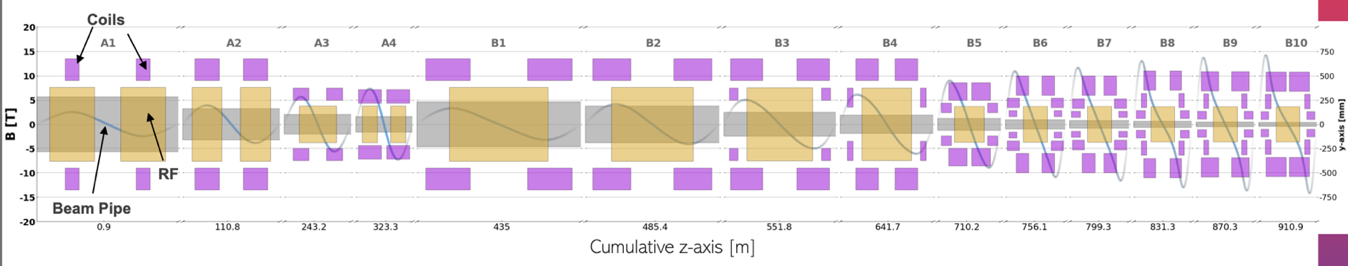 Coils
A1 A2 A3 A4 B1 B2 B3 B4 B5 B6 B7 B8 B9 B10
20
15
10
5
0
-5
-10
-15
-20
B [T]
RF
Beam Pipe
750
500
250
0
-250
-500
-750
y-axis [mm]
0.9 110.8 243.2 323.3 435 485.4 551.8 641.7 710.2 756.1 799.3 831.3 870.3 910.9
Cumulative z-axis [m]